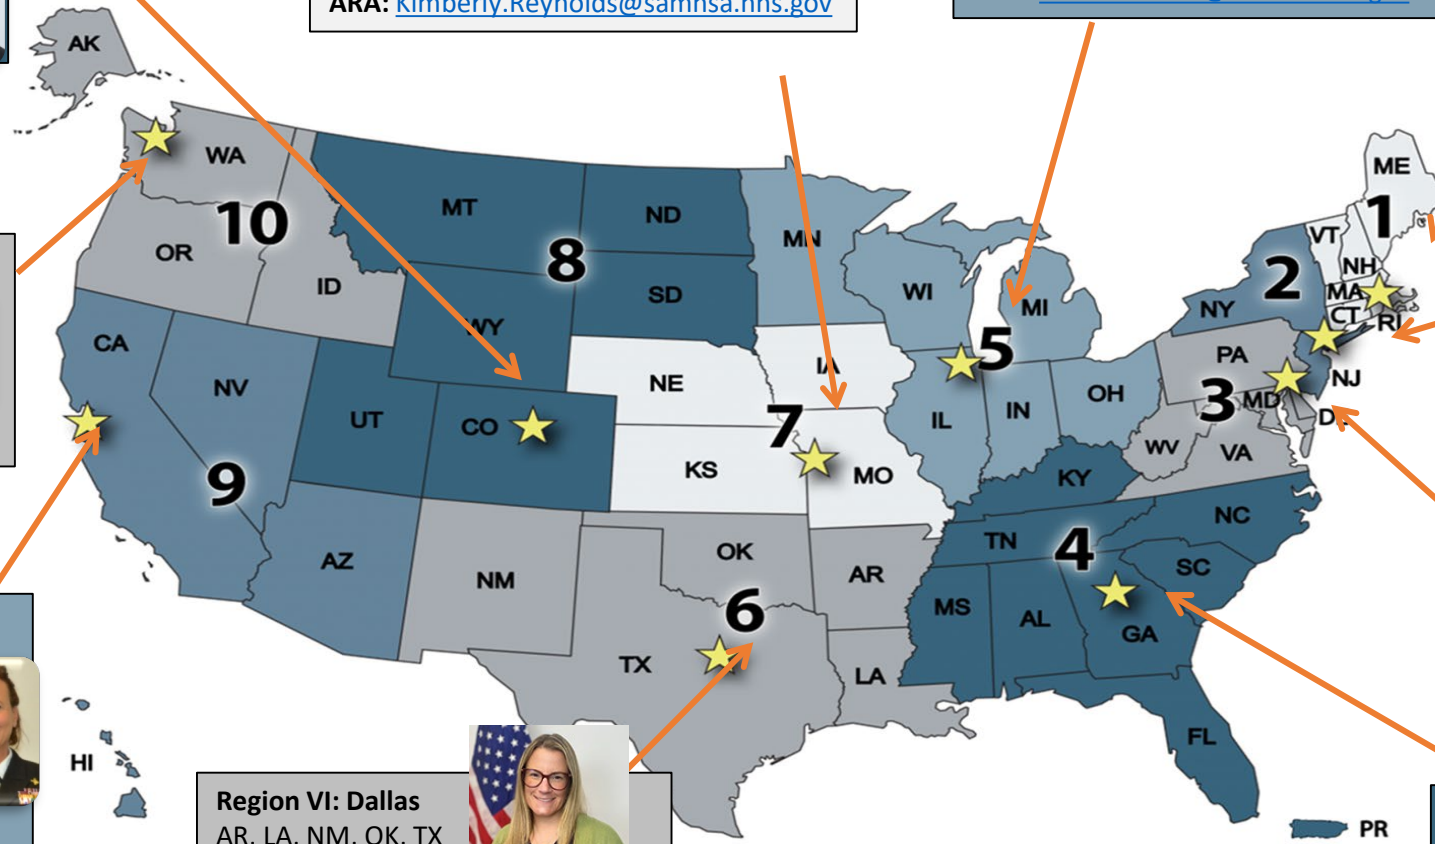 ARA: Kimberly.Reynolds@samhsa.hhs.gov
AK
WA
MT
ND
MN
ME
1
10
OR
ID
8
SD
WI
MI
VT
NH
2
NY
MA
CT
RI
WY
CA
NV
UT
CO
NE
IA
5
PA
NJ
3
MD
IL
IN
OH
7
WV
VA
9
KS
MO
KY
NC
AZ
NM
OK
AR
TN
4
SC
6
MS
AL
GA
TX
LA
FL
HI
Region VI: Dallas
AR, LA, NM, OK, TX
PR